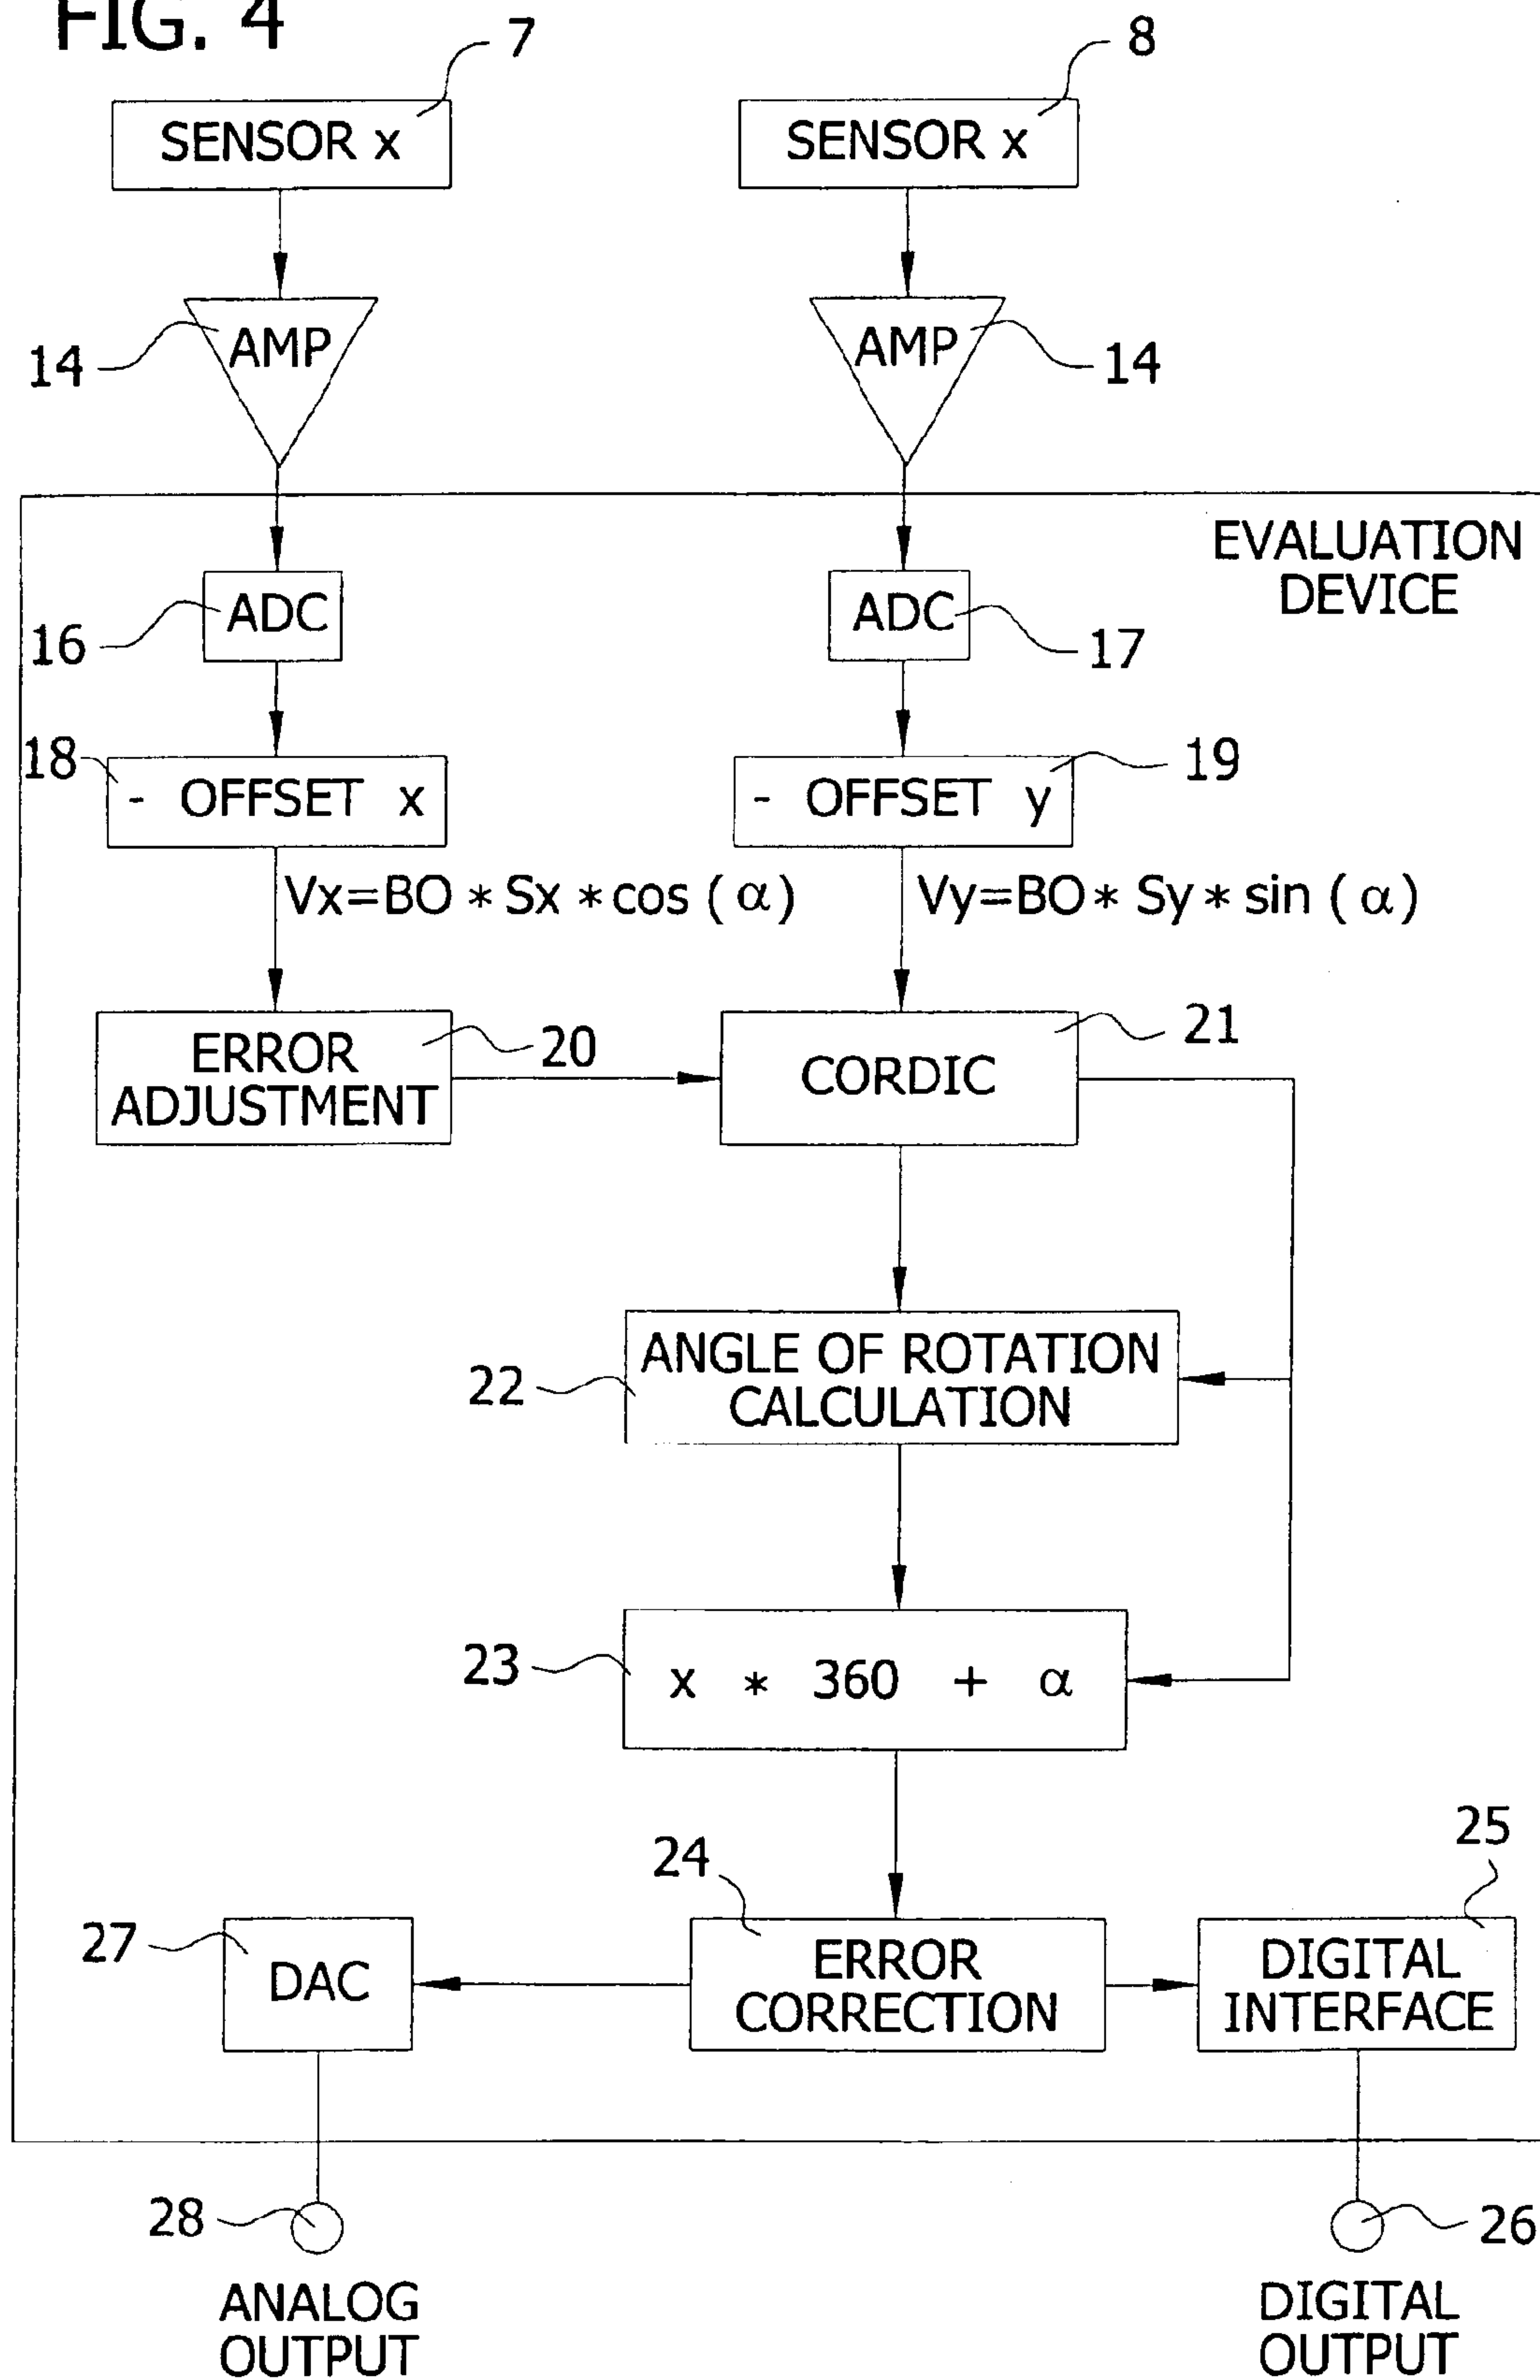 FIG. 4
7
8
SENSOR x
SENSOR x
14
AMP
AMP
14
EVALUATION
DEVICE
16
ADC
ADC
17
18
- OFFSET x
- OFFSET y
19
Vx=BO * Sx * cos (α)
Vy=BO * Sy * sin (α)
ERROR
ADJUSTMENT
20
CORDIC
21
22
ANGLE OF ROTATION
CALCULATION
23
x * 360 + α
24
25
27
DAC
ERROR
CORRECTION
DIGITAL
INTERFACE
28
26
ANALOG
OUTPUT
DIGITAL
OUTPUT